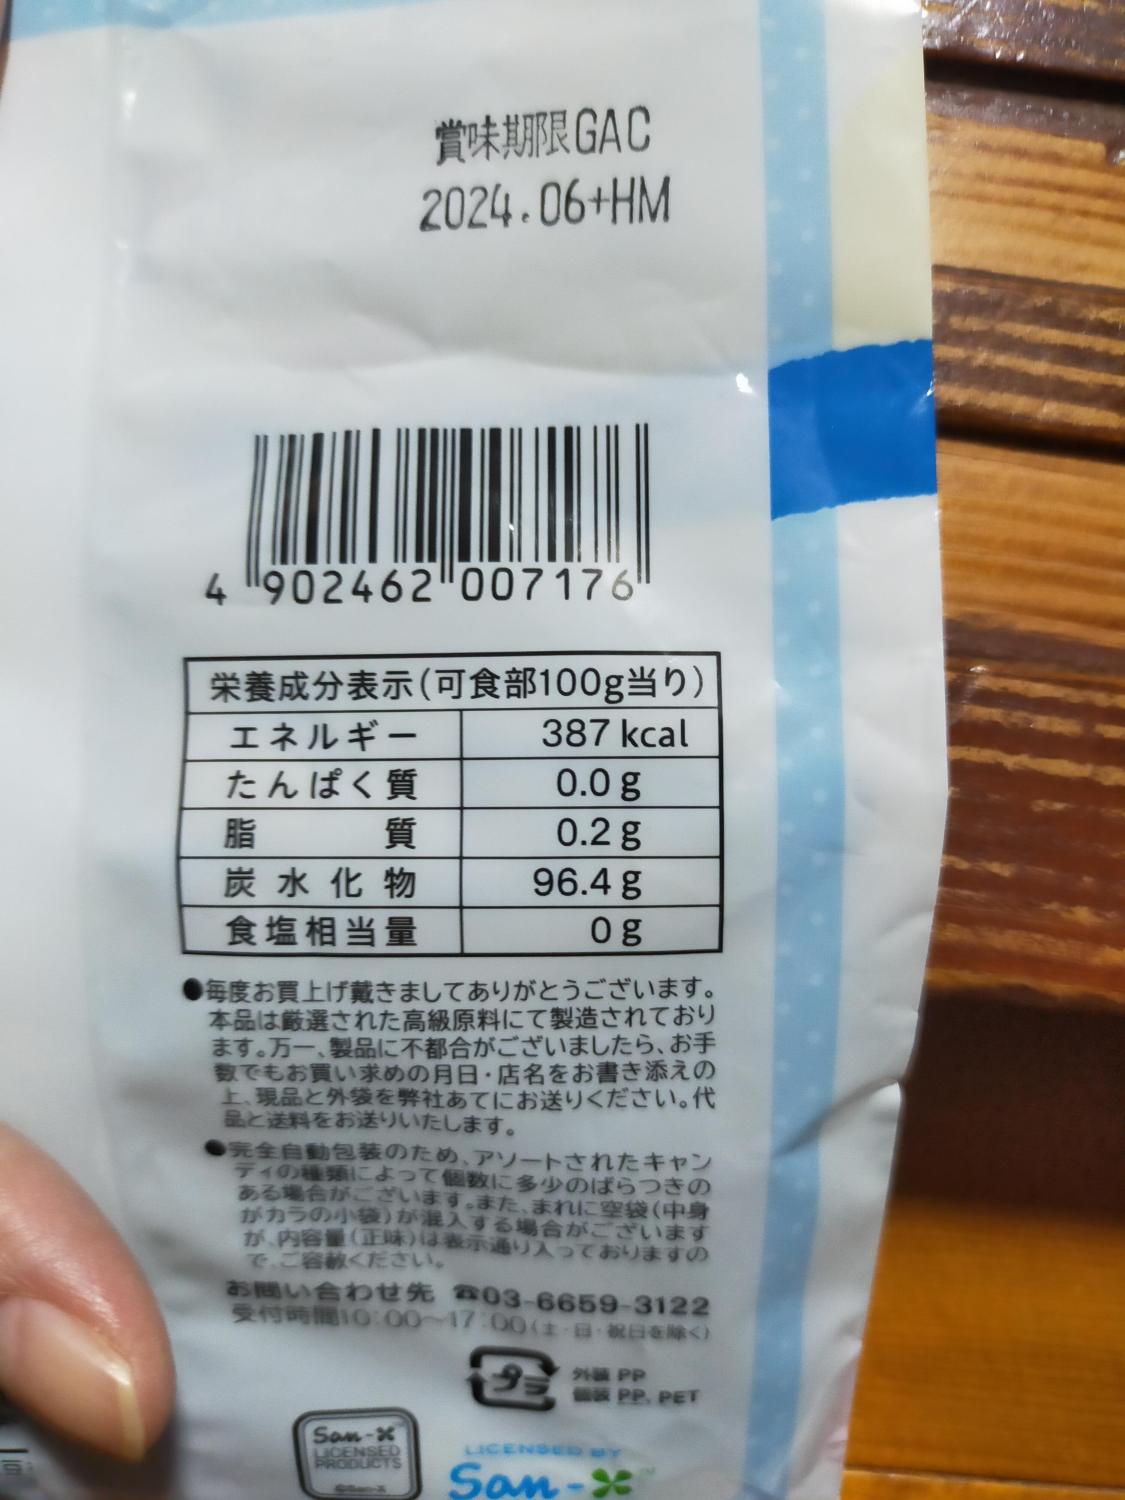 賞味期限GAC
2024.06+HM
4 902462 007176
栄養成分表示(可食部100g当り)
エネルギー 387 kcal
たんぱく質 0.0 g
脂質 0.2 g
炭水化物 96.4 g
食塩相当量 0 g
●毎度お買上げ戴きましてありがとうございます。
本品は厳選された高級原料にて製造されており
ます。万一、製品に不都合がございましたら、お手
数でもお買い求めの月日・店名をお書き添えの
上、現品と外袋を弊社あてにお送りください。代
品と送料をお送りいたします。
●完全自動包装のため、アソートされたキャン
ディの種類によって個数に多少のばらつきの
ある場合がございます。また、まれに空袋(中身
がカラの小袋)が混入する場合がございます
が、内容量(正味)は表示通り入っておりますの
で、ご容赦ください。
お問い合わせ先 ☎03-6659-3122
受付時間10:00〜17:00(土・日・祝日を除く)
プラ
外装 PP
個装 PP, PET
San-X
LICENSED
PRODUCTS
©San-X
LICENSED BY
San-X™